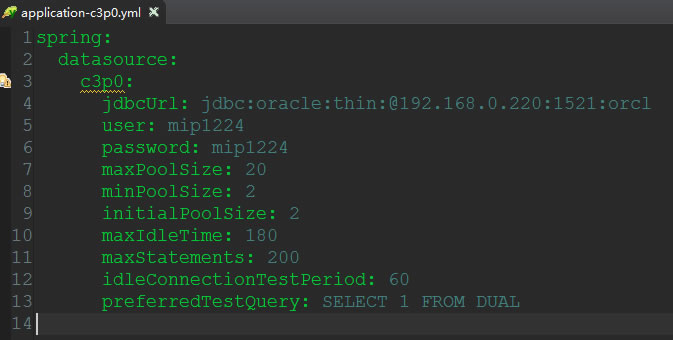 application-c3p0.yml
1 spring:
2 datasource:
3 c3p0:
4 jdbcUrl: jdbc:oracle:thin:@192.168.0.220:1521:orcl
5 user: mip1224
6 password: mip1224
7 maxPoolSize: 20
8 minPoolSize: 2
9 initialPoolSize: 2
10 maxIdleTime: 180
11 maxStatements: 200
12 idleConnectionTestPeriod: 60
13 preferredTestQuery: SELECT 1 FROM DUAL
14